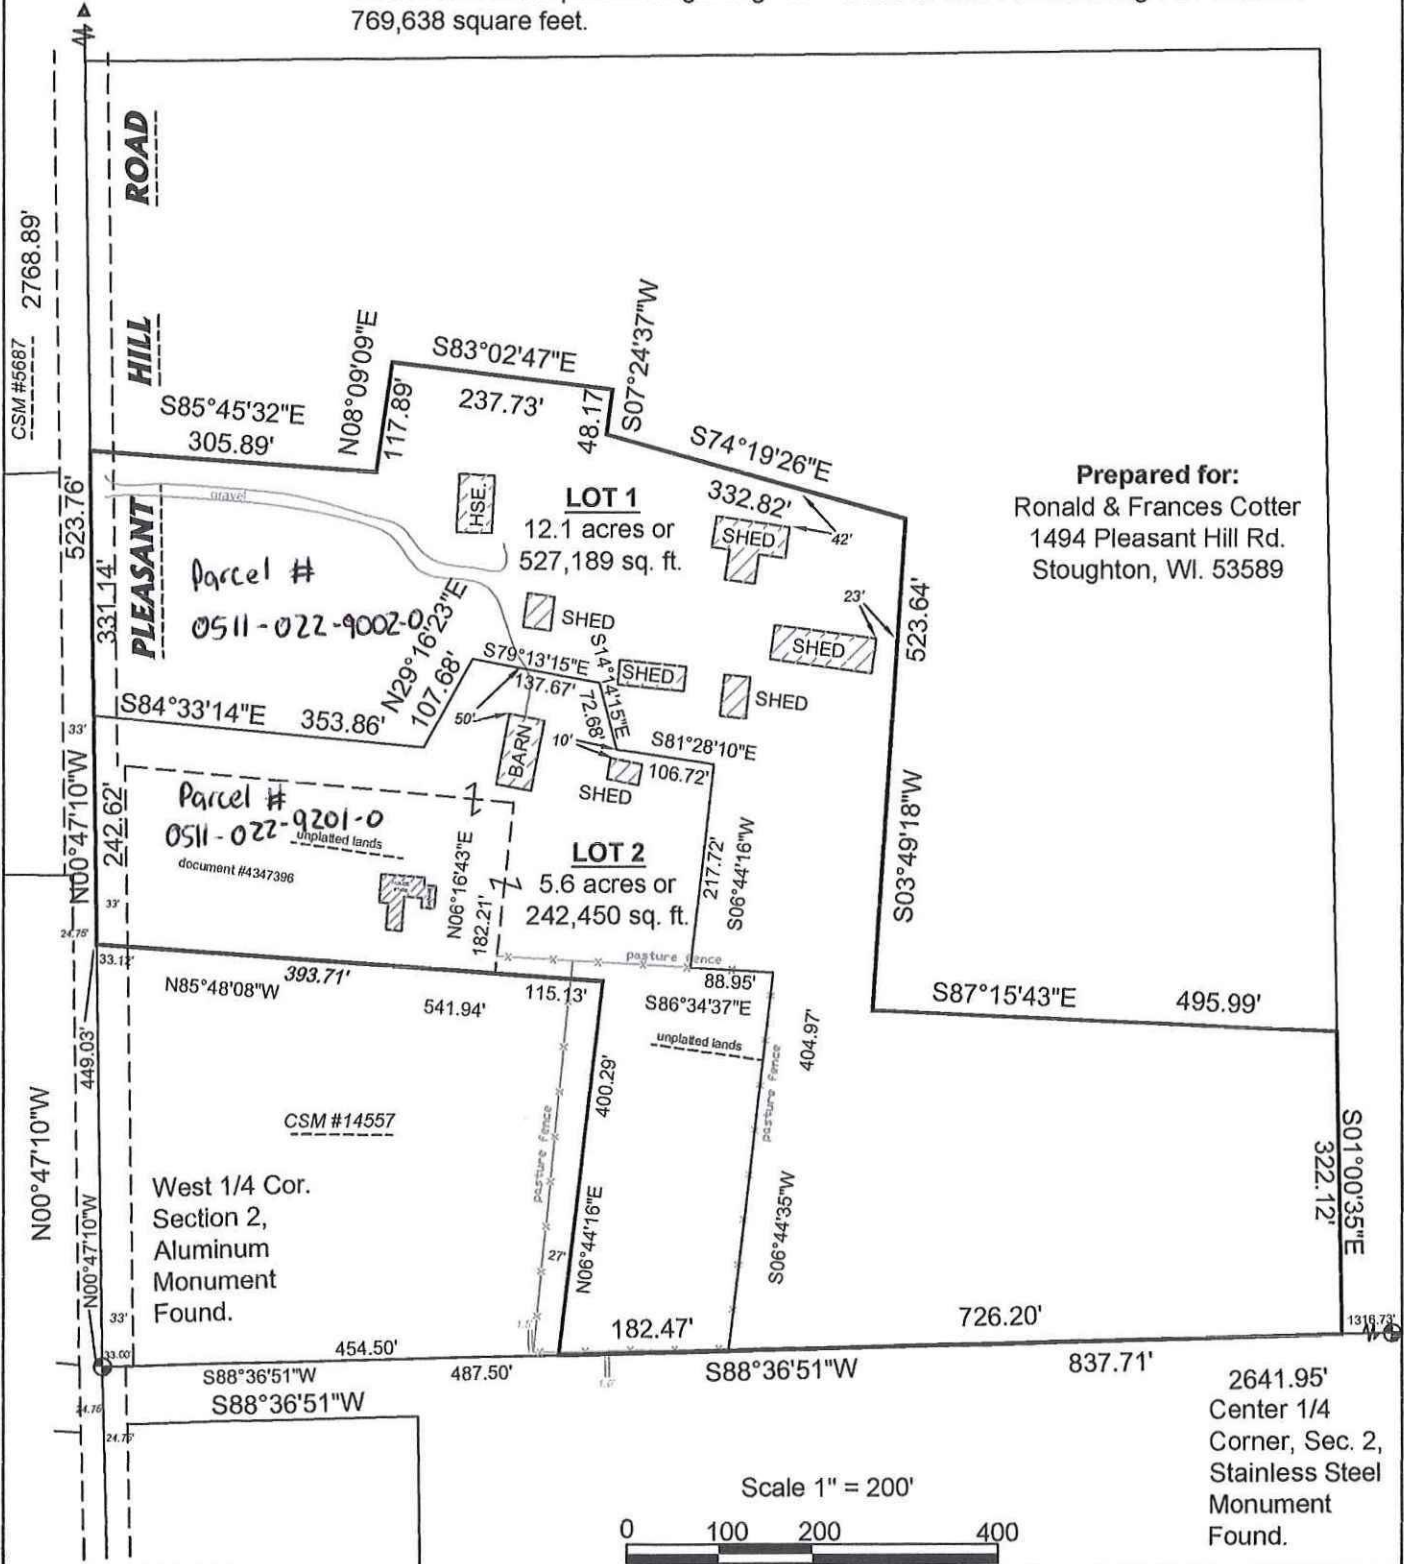 769,638 square feet.
ROAD
HILL
PLEASANT
2768.89'
CSM #5687
S85°45'32"E
305.89'
N08°09'09"E
117.89'
S83°02'47"E
237.73'
48.17'
S07°24'37"W
S74°19'26"E
332.82'
42'
Prepared for:
Ronald & Frances Cotter
1494 Pleasant Hill Rd.
Stoughton, WI. 53589
523.76'
331.14'
gravel
HSE.
LOT 1
12.1 acres or
527,189 sq. ft.
SHED
Parcel #
0511-022-9002-0
SHED
23'
SHED
523.64'
N29°16'23"E
107.68'
S79°13'15"E
137.67'
S14°14'15"E
72.68'
SHED
SHED
S84°33'14"E
353.86'
50'
BARN
10'
S81°28'10"E
106.72'
SHED
33'
N00°47'10"W
242.62'
Parcel #
0511-022-9201-0
unplatted lands
document #4347396
N06°16'43"E
182.21'
LOT 2
5.6 acres or
242,450 sq. ft.
217.72'
S06°44'16"W
S03°49'18"W
33'
24.75'
33.12'
393.71'
N85°48'08"W
541.94'
115.13'
pasture fence
88.95'
S86°34'37"E
unplatted lands
404.97'
S87°15'43"E
495.99'
449.03'
N00°47'10"W
N00°47'10"W
CSM #14557
pasture fence
400.29'
N06°44'16"E
27'
pasture fence
S06°44'35"W
S01°00'35"E
322.12'
West 1/4 Cor.
Section 2,
Aluminum
Monument
Found.
33'
33.00'
454.50'
S88°36'51"W
487.50'
S88°36'51"W
1.5'
182.47'
1.0'
S88°36'51"W
726.20'
837.71'
1316.73'
2641.95'
Center 1/4
Corner, Sec. 2,
Stainless Steel
Monument
Found.
24.75'
24.75'
Scale 1" = 200'
0 100 200 400